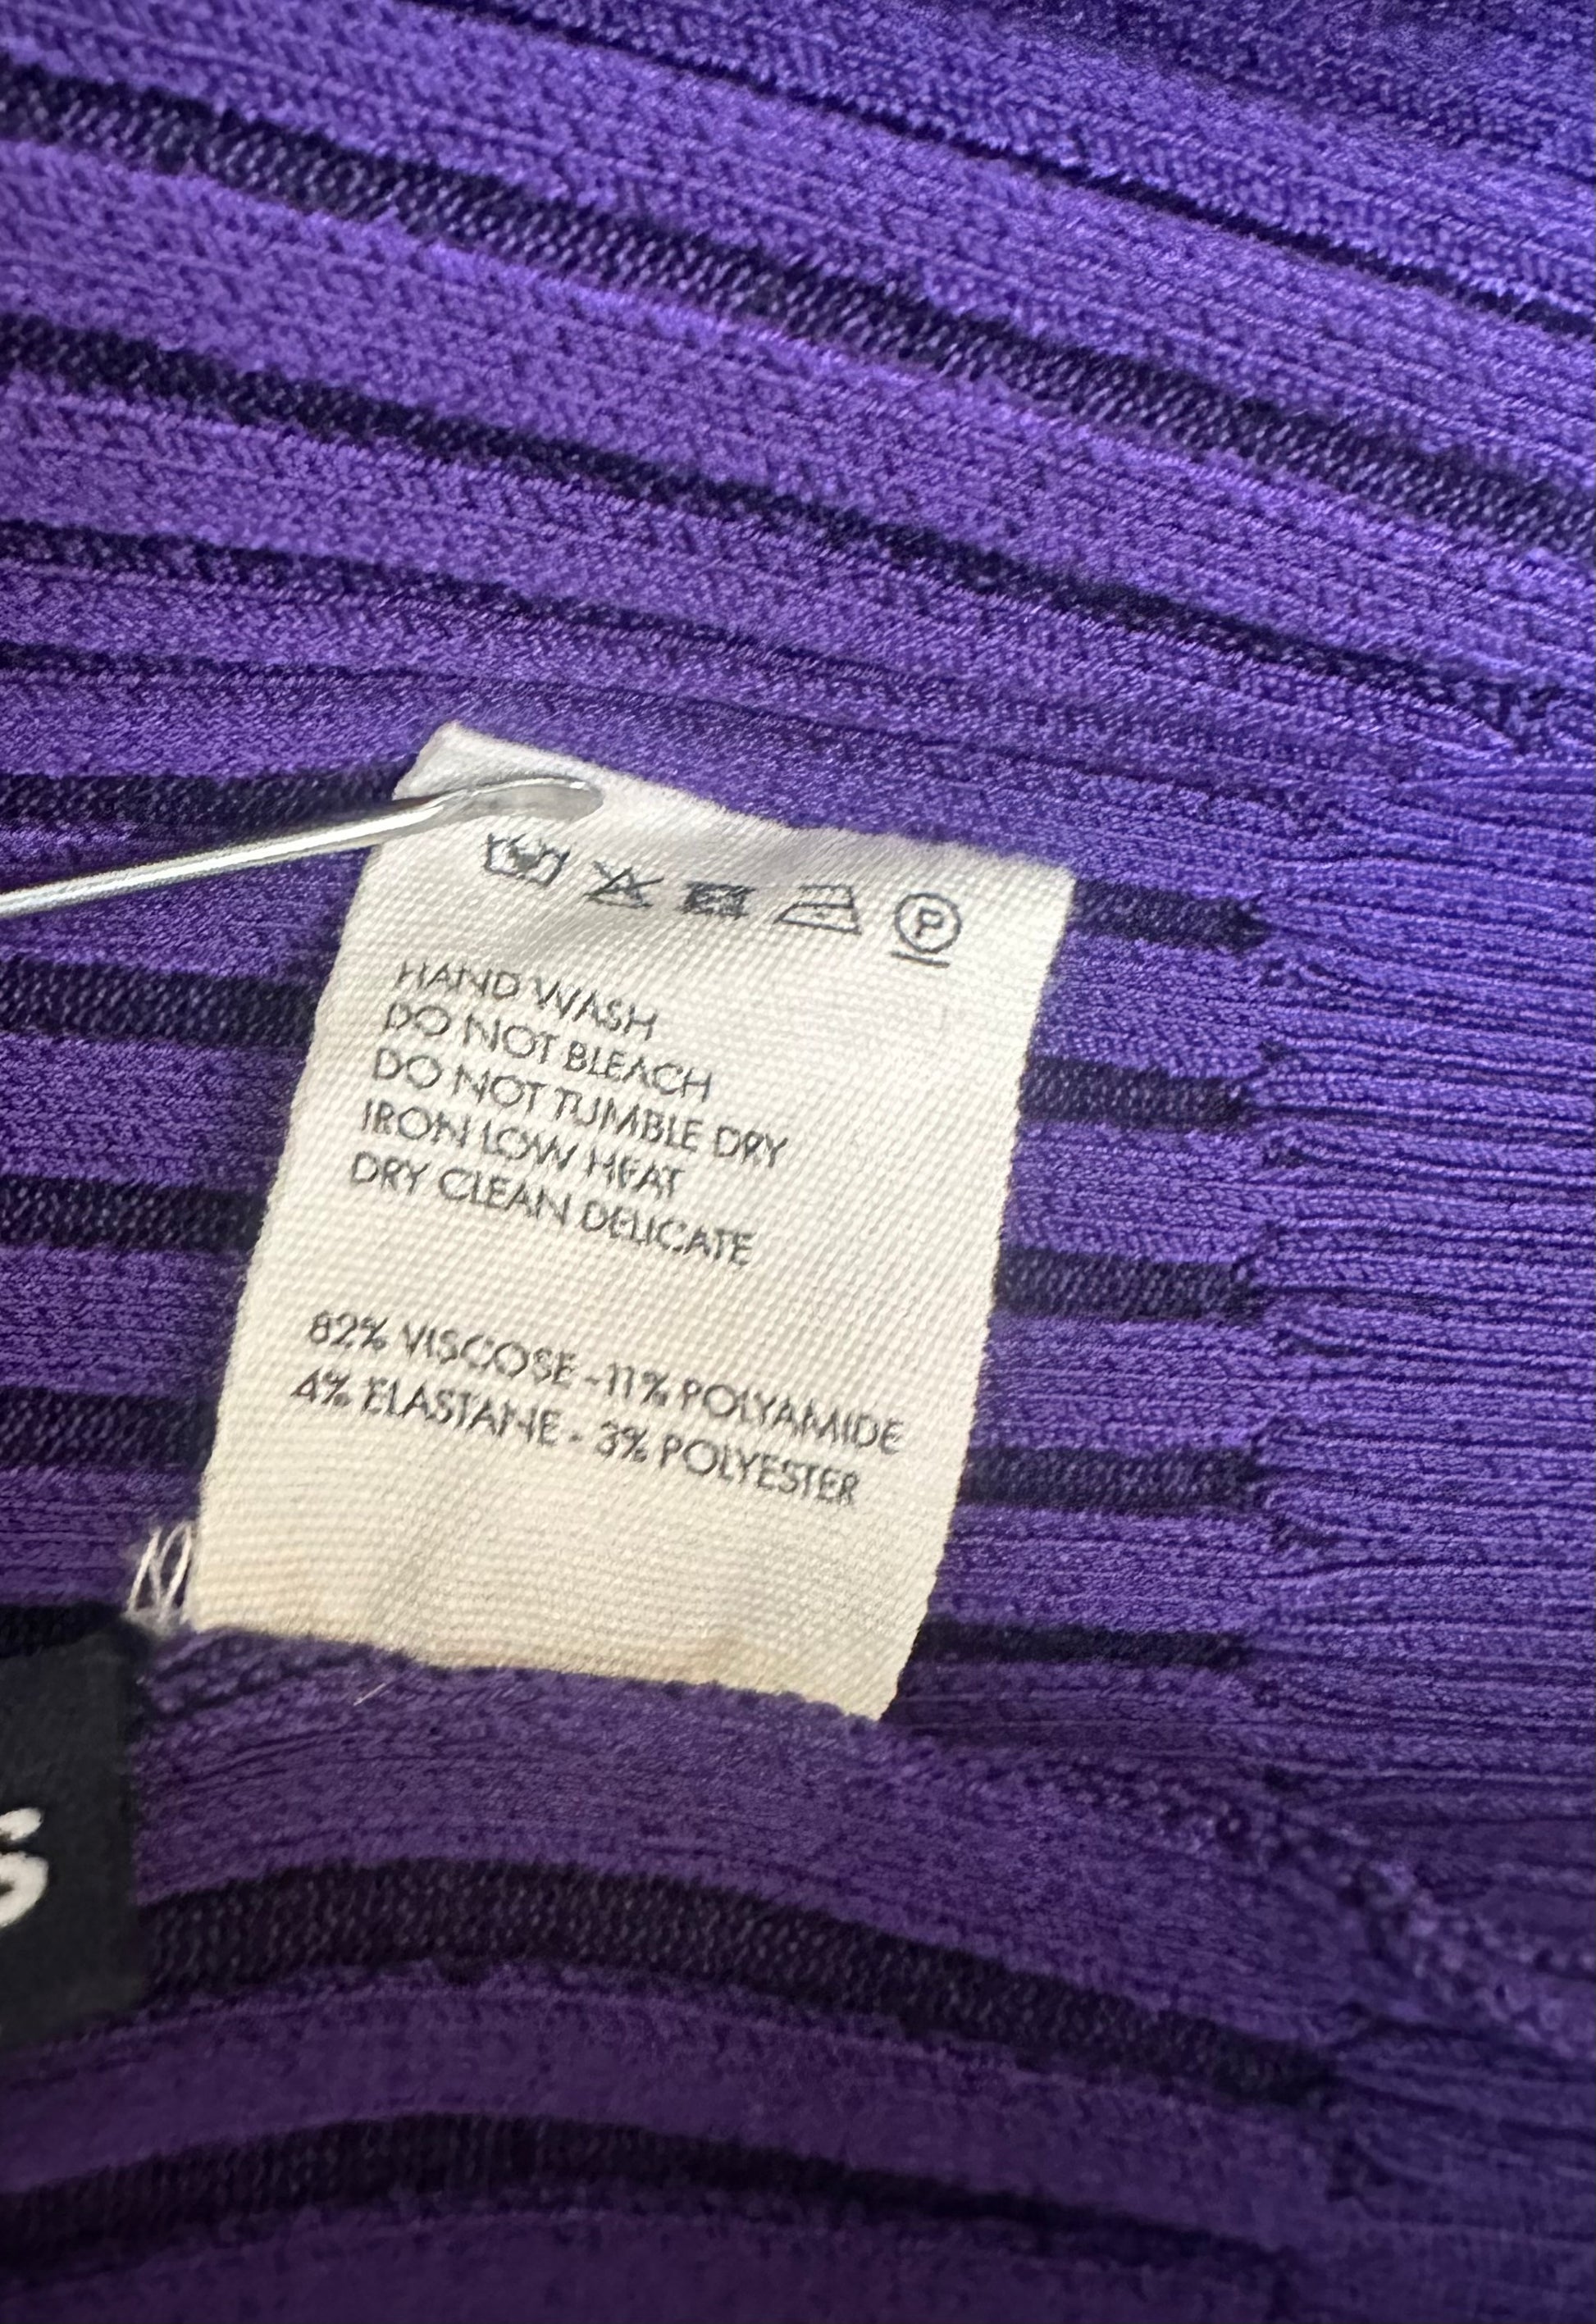 P
HAND WASH
DO NOT BLEACH
DO NOT TUMBLE DRY
IRON LOW HEAT
DRY CLEAN DELICATE
82% VISCOSE - 11% POLYAMIDE
4% ELASTANE - 3% POLYESTER